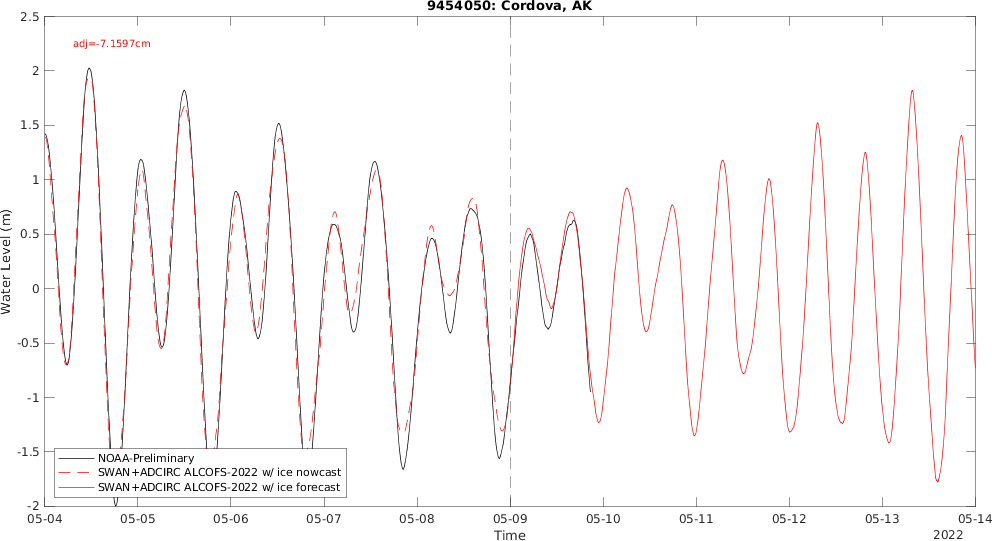 9454050: Cordova, AK
adj=-7.1597cm
2.5
2
1.5
1
0.5
0
-0.5
-1
-1.5
-2
Water Level (m)
NOAA-Preliminary
SWAN+ADCIRC ALCOFS-2022 w/ ice nowcast
SWAN+ADCIRC ALCOFS-2022 w/ ice forecast
05-04 05-05 05-06 05-07 05-08 05-09 05-10 05-11 05-12 05-13 05-14
Time
2022